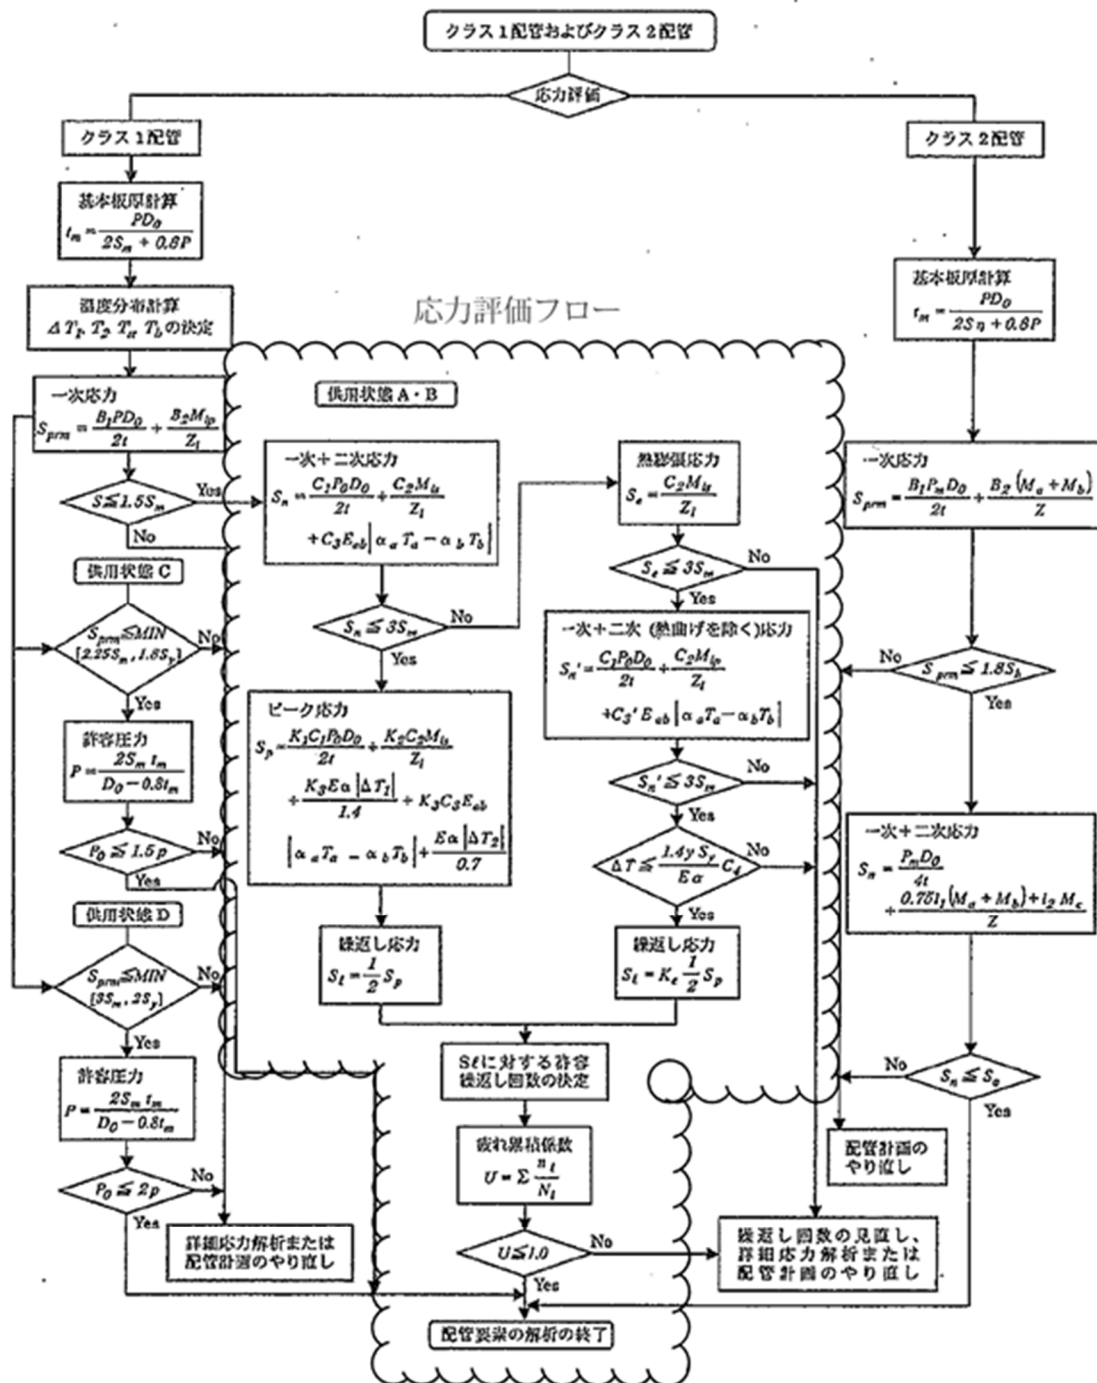 クラス1配管およびクラス2配管
応力評価
クラス1配管
クラス2配管
基本板厚計算
t_m = PD_0 / (2S_m + 0.8P)
温度分布計算
ΔT_1, T_2, T_a, T_b の決定
一次応力
S_prm = B_1PD_0 / 2t + B_2M_ip / Z_i
S≦1.5S_m
Yes
No
供用状態C
S_prm≦MIN
[2.25S_m, 1.8S_y]
No
Yes
許容圧力
P = 2S_m t_m / (D_0 − 0.8t_m)
P_0≦1.5p
No
Yes
供用状態D
S_prm≦MIN
[3S_m, 2S_y]
No
Yes
許容圧力
P = 2S_m t_m / (D_0 − 0.8t_m)
P_0≦2p
No
Yes
詳細応力解析または
配管計画のやり直し
応力評価フロー
供用状態A・B
一次+二次応力
S_n = C_1P_0D_0 / 2t + C_2M_is / Z_i
+ C_3E_ab|α_a T_a − α_b T_b|
S_n≦3S_m
No
Yes
ピーク応力
S_p = K_1C_1P_0D_0 / 2t + K_2C_2M_is / Z_i
+ K_3Eα|ΔT_1| / 1.4 + K_3C_3E_ab
|α_a T_a − α_b T_b| + Eα|ΔT_2| / 0.7
繰返し応力
S_ℓ = 1/2 S_p
熱膨張応力
S_e = C_2M_is / Z_i
S_e≦3S_m
No
Yes
一次+二次 (熱曲げを除く)応力
S_n' = C_1P_0D_0 / 2t + C_2M_ip / Z_i
+C_3' E_ab|α_aT_a − α_bT_b|
S_n'≦3S_m
No
Yes
ΔT≦ 1.4y S_y / Eα C_4
No
Yes
繰返し応力
S_ℓ = K_e 1/2 S_p
Sℓに対する許容
繰返し回数の決定
疲れ累積係数
U = Σ n_i / N_i
U≦1.0
No
Yes
配管要素の解析の終了
繰返し回数の見直し、
詳細応力解析または
配管計画のやり直し
基本板厚計算
t_m = PD_0 / (2Sη + 0.8P)
一次応力
S_prm = B_1P_mD_0 / 2t + B_2(M_a + M_b) / Z
S_prm≦1.8S_h
No
Yes
一次+二次応力
S_n = P_mD_0 / 4t
+ 0.75i_1(M_a + M_b) + i_2 M_c / Z
S_n≦S_a
No
Yes
配管計画の
やり直し